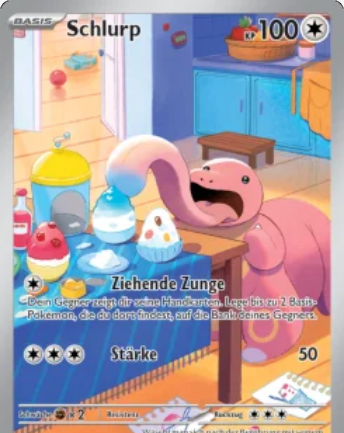 BASIS
Schlurp
KP 100
Ziehende Zunge
Dein Gegner zeigt dir seine Handkarten. Lege bis zu 2 Basis-
Pokémon, die du dort findest, auf die Bank deines Gegners.
Stärke 50
Schwäche x2 Resistenz Rückzug